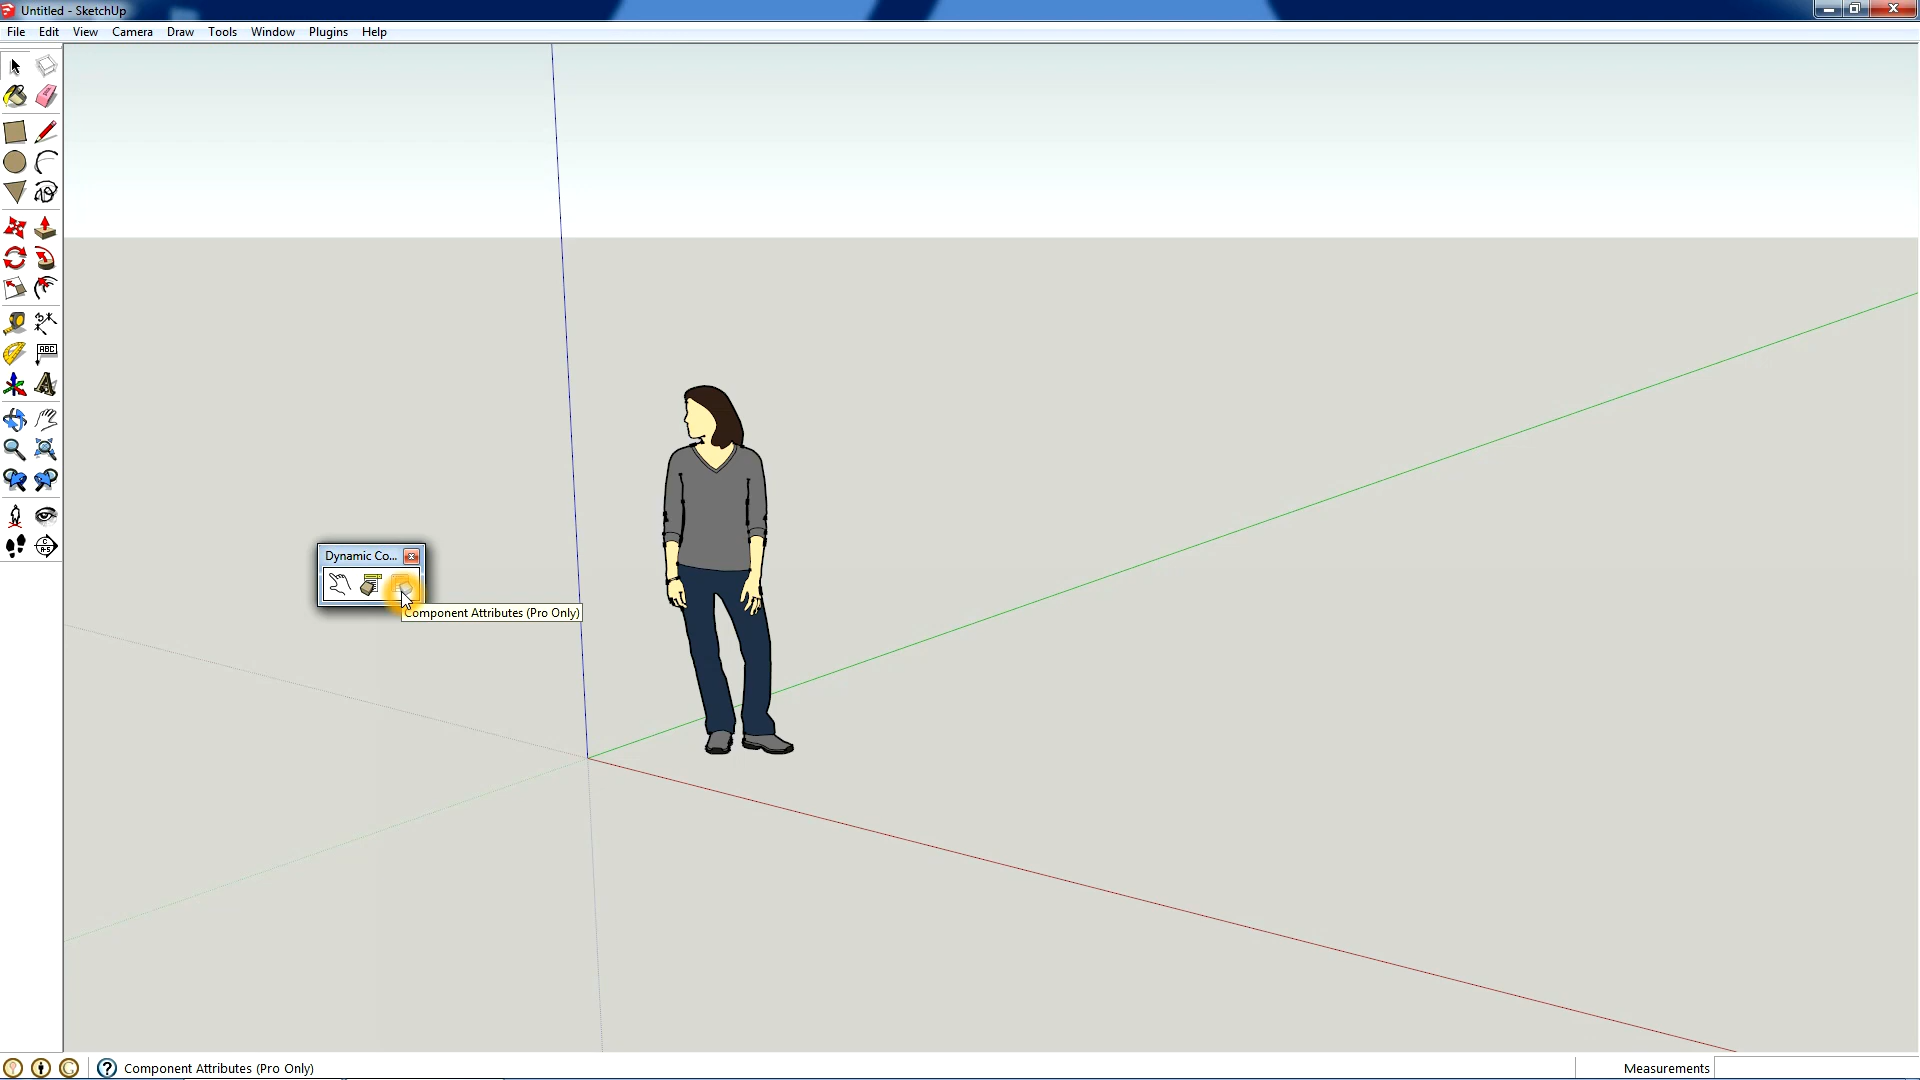 Untitled - SketchUp
File Edit View Camera Draw Tools Window Plugins Help
ABC
Dynamic Co...
Component Attributes (Pro Only)
Component Attributes (Pro Only)
Measurements